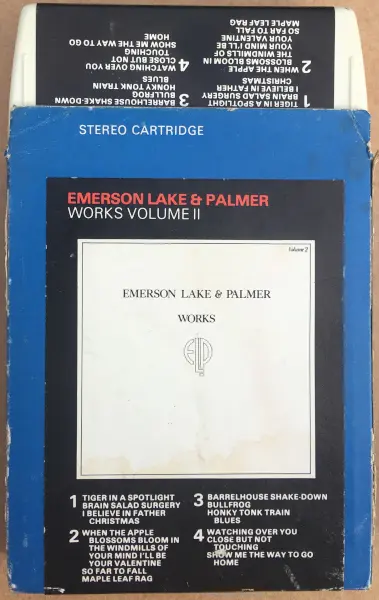 4 WATCHING OVER YOU
CLOSE BUT NOT
TOUCHING
SHOW ME THE WAY TO GO
HOME
3 BARRELHOUSE SHAKE-DOWN
BULLFROG
HONKY TONK TRAIN
BLUES
2 WHEN THE APPLE
BLOSSOMS BLOOM IN
THE WINDMILLS OF
YOUR MIND I'LL BE
YOUR VALENTINE
SO FAR TO FALL
MAPLE LEAF RAG
1 TIGER IN A SPOTLIGHT
BRAIN SALAD SURGERY
I BELIEVE IN FATHER
CHRISTMAS
STEREO CARTRIDGE
EMERSON LAKE & PALMER
WORKS VOLUME II
Volume 2
EMERSON LAKE & PALMER
WORKS
ELP
1 TIGER IN A SPOTLIGHT
BRAIN SALAD SURGERY
I BELIEVE IN FATHER
CHRISTMAS
2 WHEN THE APPLE
BLOSSOMS BLOOM IN
THE WINDMILLS OF
YOUR MIND I'LL BE
YOUR VALENTINE
SO FAR TO FALL
MAPLE LEAF RAG
3 BARRELHOUSE SHAKE-DOWN
BULLFROG
HONKY TONK TRAIN
BLUES
4 WATCHING OVER YOU
CLOSE BUT NOT
TOUCHING
SHOW ME THE WAY TO GO
HOME